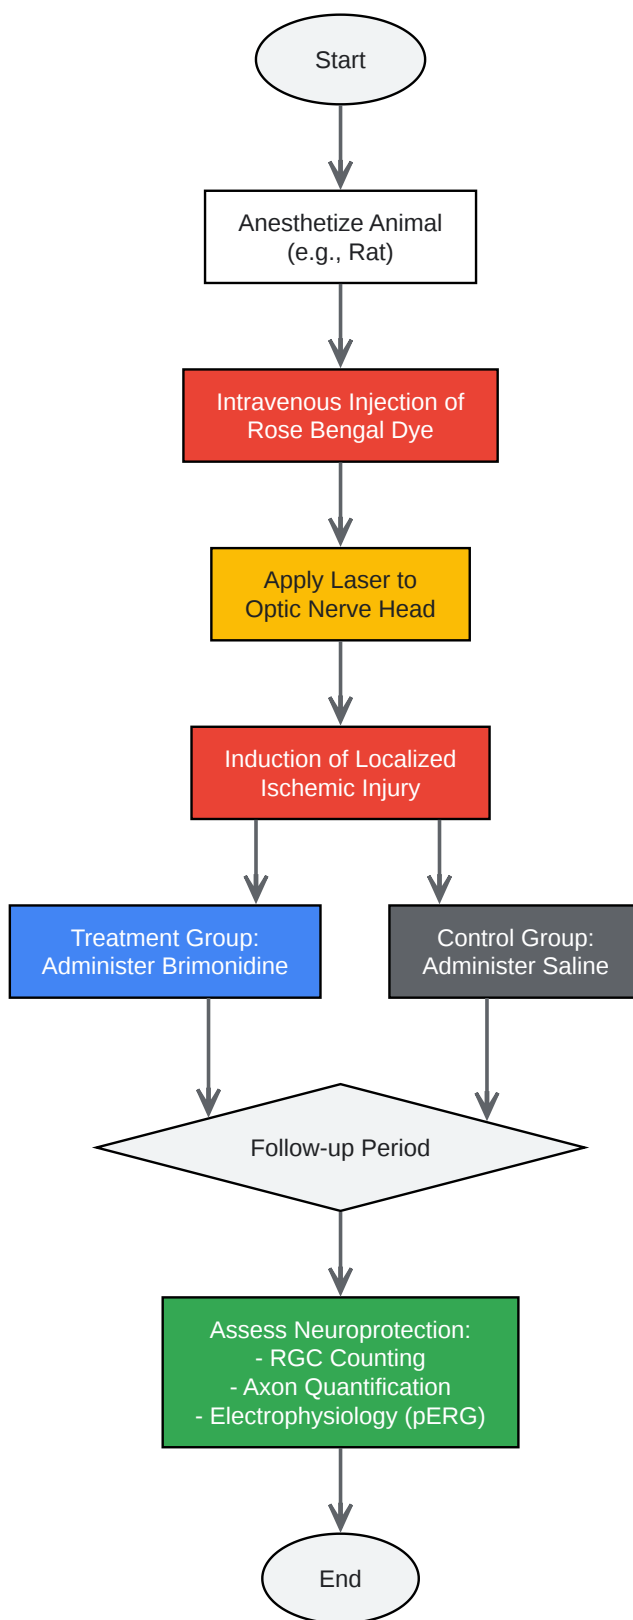 Start
Anesthetize Animal
(e.g., Rat)
Intravenous Injection of
Rose Bengal Dye
Apply Laser to
Optic Nerve Head
Induction of Localized
Ischemic Injury
Treatment Group:
Administer Brimonidine
Control Group:
Administer Saline
Follow-up Period
Assess Neuroprotection:
- RGC Counting
- Axon Quantification
- Electrophysiology (pERG)
End